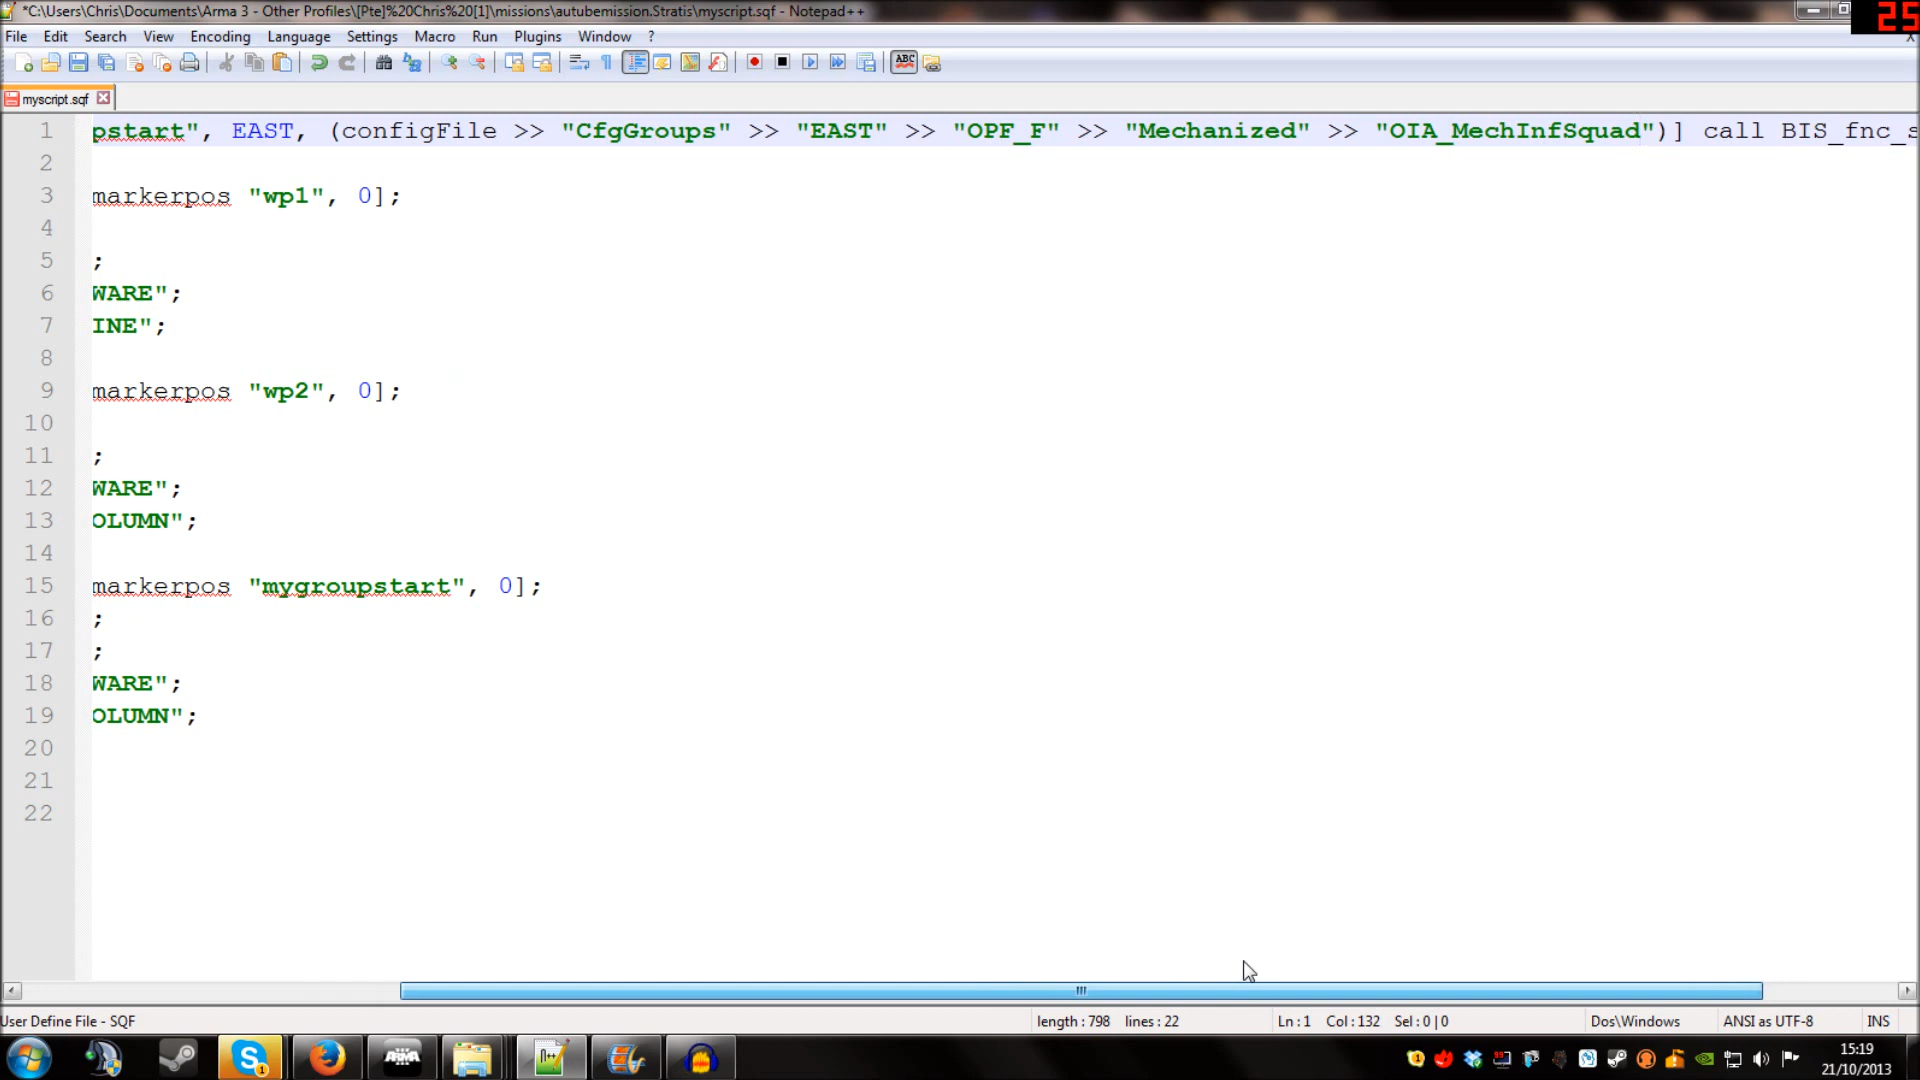 *C:\Users\Chris\Documents\Arma 3 - Other Profiles\[Pte]%20Chris%20[1]\missions\autubemission.Stratis\myscript.sqf - Notepad++
25
File Edit Search View Encoding Language Settings Macro Run Plugins Window ? X
ABC
myscript.sqf
1 pstart", EAST, (configFile >> "CfgGroups" >> "EAST" >> "OPF_F" >> "Mechanized" >> "OIA_MechInfSquad")] call BIS_fnc_s
2
3 markerpos "wp1", 0];
4
5 ;
6 WARE";
7 INE";
8
9 markerpos "wp2", 0];
10
11 ;
12 WARE";
13 OLUMN";
14
15 markerpos "mygroupstart", 0];
16 ;
17 ;
18 WARE";
19 OLUMN";
20
21
22
User Define File - SQF length : 798 lines : 22 Ln : 1 Col : 132 Sel : 0 | 0 Dos\Windows ANSI as UTF-8 INS
ARMA
15:19
21/10/2013